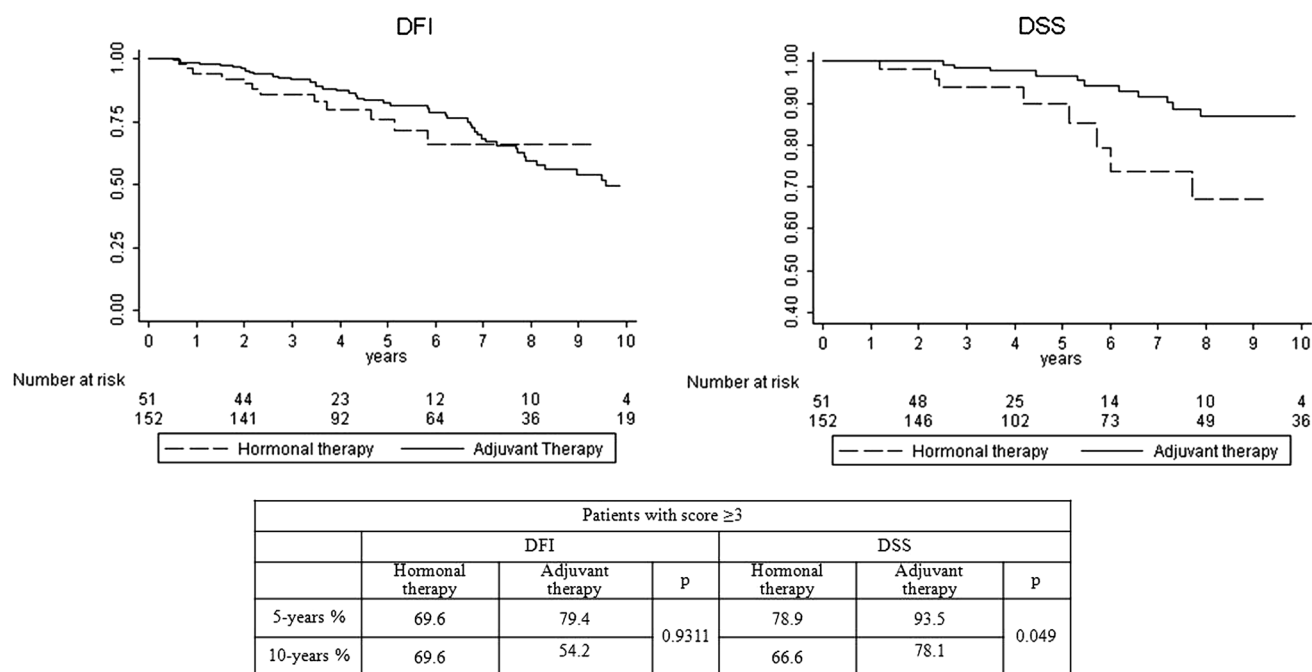 DFI
1.00
0.75
0.50
0.25
0.00
0 1 2 3 4 5 6 7 8 9 10
years
Number at risk
51 44 23 12 10 4
152 141 92 64 36 19
Hormonal therapy Adjuvant Therapy
DSS
1.00
0.90
0.80
0.70
0.60
0.50
0.40
0 1 2 3 4 5 6 7 8 9 10
years
Number at risk
51 48 25 14 10 4
152 146 102 73 49 36
Hormonal therapy Adjuvant therapy
Patients with score ≥3
DFI DSS
Hormonal therapy Adjuvant therapy p Hormonal therapy Adjuvant therapy p
5-years % 69.6 79.4 0.9311 78.9 93.5 0.049
10-years % 69.6 54.2 66.6 78.1